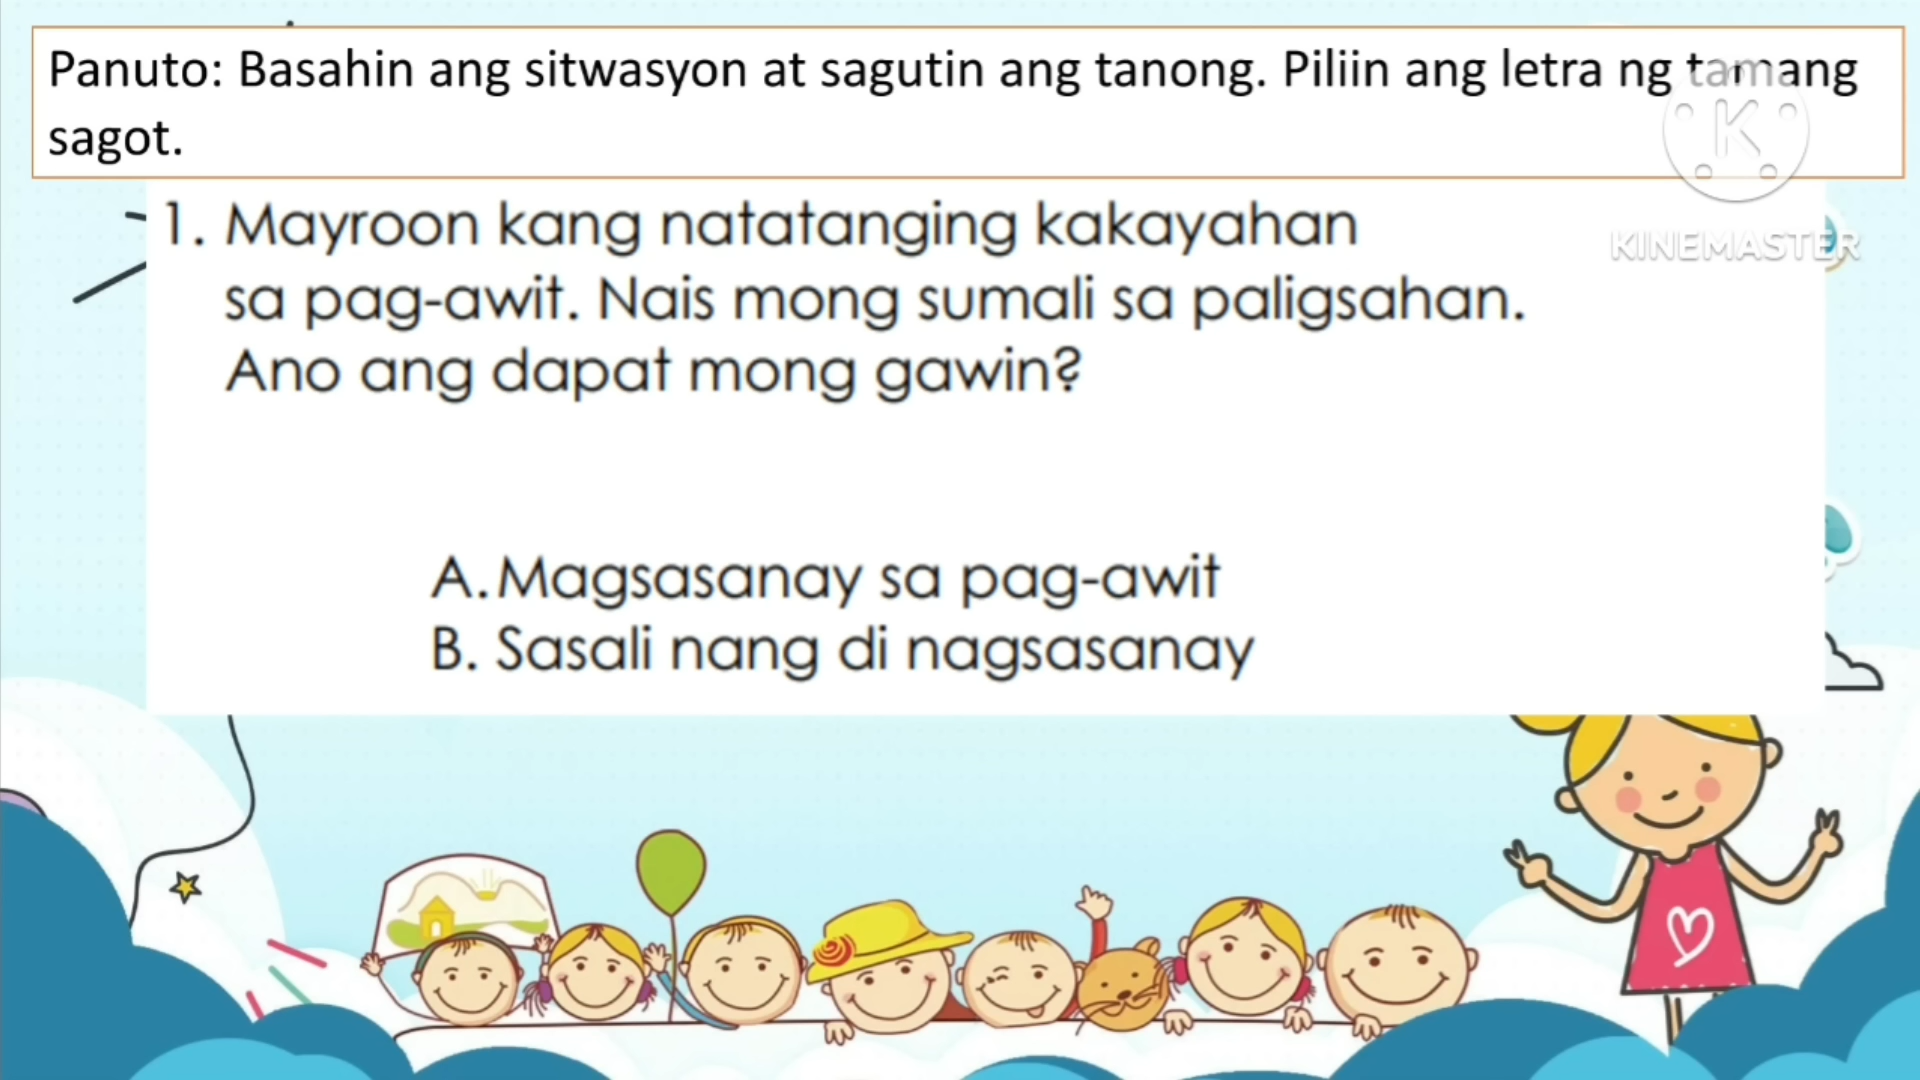 Panuto: Basahin ang sitwasyon at sagutin ang tanong. Piliin ang letra ng tamang
sagot.
K
KINEMASTER
1. Mayroon kang natatanging kakayahan
sa pag-awit. Nais mong sumali sa paligsahan.
Ano ang dapat mong gawin?
A. Magsasanay sa pag-awit
B. Sasali nang di nagsasanay